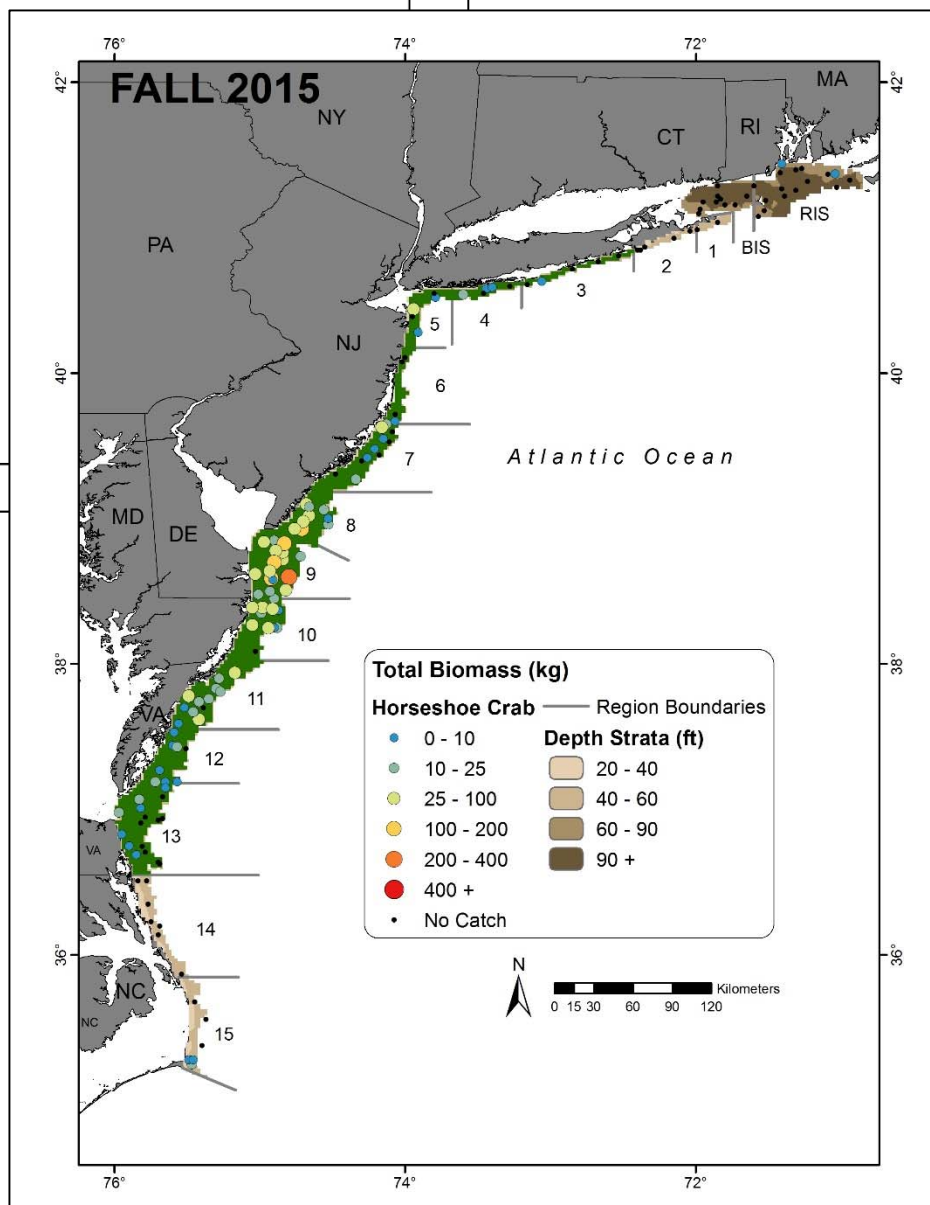 76°
74°
72°
FALL 2015
42°
42°
NY
MA
CT
RI
RIS
BIS
1
2
3
4
5
PA
NJ
40°
40°
6
7
Atlantic Ocean
MD
DE
8
9
10
38°
38°
11
VA
12
13
VA
14
36°
36°
NC
NC
15
Total Biomass (kg)
Horseshoe Crab
Region Boundaries
0 - 10
Depth Strata (ft)
10 - 25
20 - 40
25 - 100
40 - 60
100 - 200
60 - 90
200 - 400
90 +
400 +
No Catch
N
Kilometers
0 15 30 60 90 120
76°
74°
72°